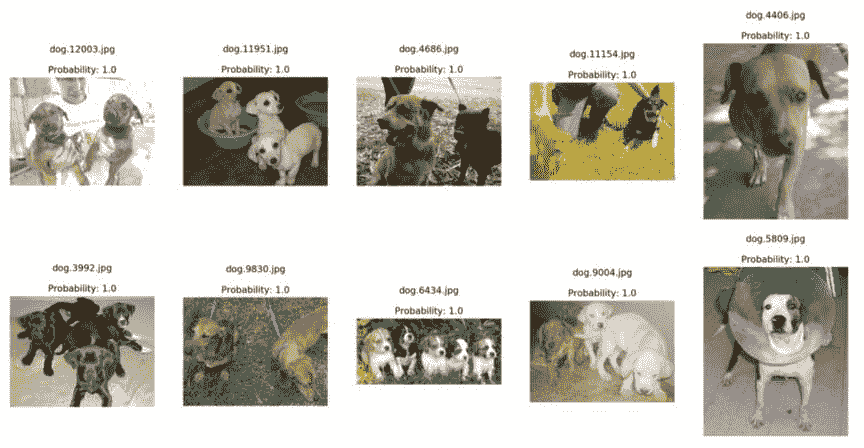 dog.12003.jpg
Probability: 1.0
dog.11951.jpg
Probability: 1.0
dog.4686.jpg
Probability: 1.0
dog.11154.jpg
Probability: 1.0
dog.4406.jpg
Probability: 1.0
dog.3992.jpg
Probability: 1.0
dog.9830.jpg
Probability: 1.0
dog.6434.jpg
Probability: 1.0
dog.9004.jpg
Probability: 1.0
dog.5809.jpg
Probability: 1.0